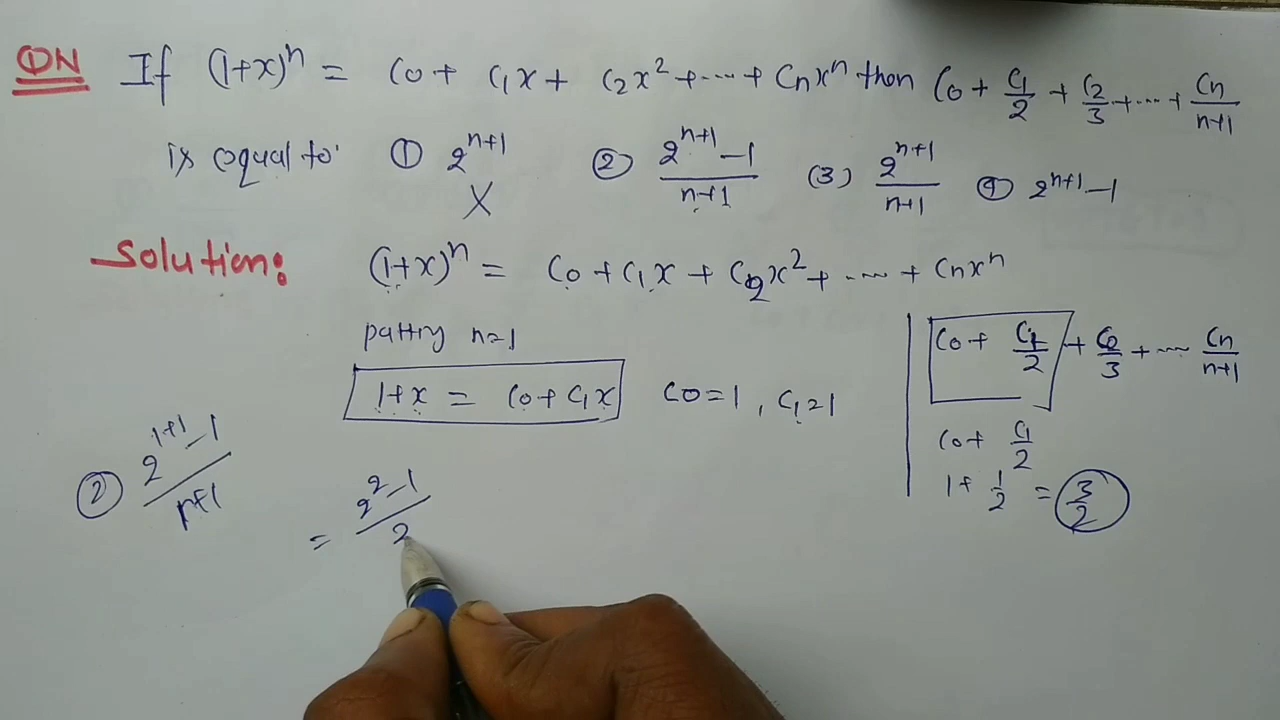 QN If (1+x)^n = C0 + C1x + C2x^2 + ---- + Cnx^n then C0 + C1/2 + C2/3 + --- + Cn/n+1
is equal to ① 2^n+1 ② 2^n+1 -1/n+1 (3) 2^n+1/n+1 ④ 2^n+1 -1
X
Solution: (1+x)^n = C0 + C1x + C2x^2 + ---- + Cnx^n
put n=1
C0 + C1/2 + C2/3 + ---- Cn/n+1
1+x = C0 + C1x C0=1, C1=1
C0 + C1/2
② 2^1+1 -1/1+1 = 2^2 -1/2
1 + 1/2 = 3/2